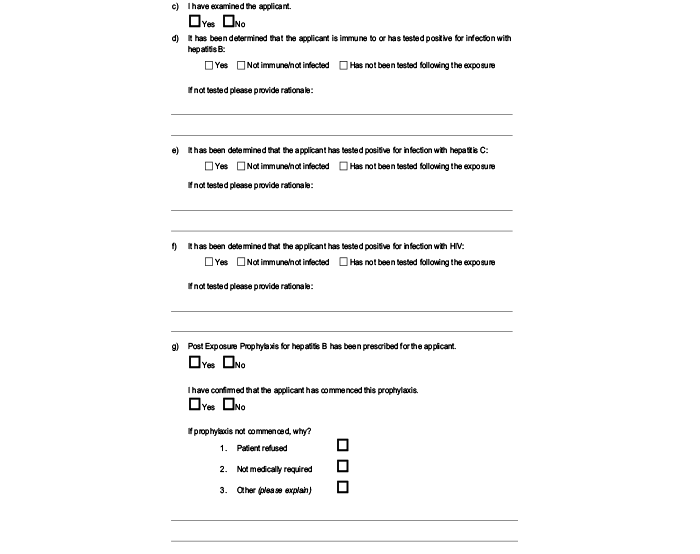 c) I have examined the applicant.
Yes No
d) It has been determined that the applicant is immune to or has tested positive for infection with
hepatitis B:
Yes Not immune/not infected Has not been tested following the exposure
If not tested please provide rationale:
e) It has been determined that the applicant has tested positive for infection with hepatitis C:
Yes Not immune/not infected Has not been tested following the exposure
If not tested please provide rationale:
f) It has been determined that the applicant has tested positive for infection with HIV:
Yes Not immune/not infected Has not been tested following the exposure
If not tested please provide rationale:
g) Post Exposure Prophylaxis for hepatitis B has been prescribed for the applicant.
Yes No
I have confirmed that the applicant has commenced this prophylaxis.
Yes No
If prophylaxis not commenced, why?
1. Patient refused
2. Not medically required
3. Other (please explain)